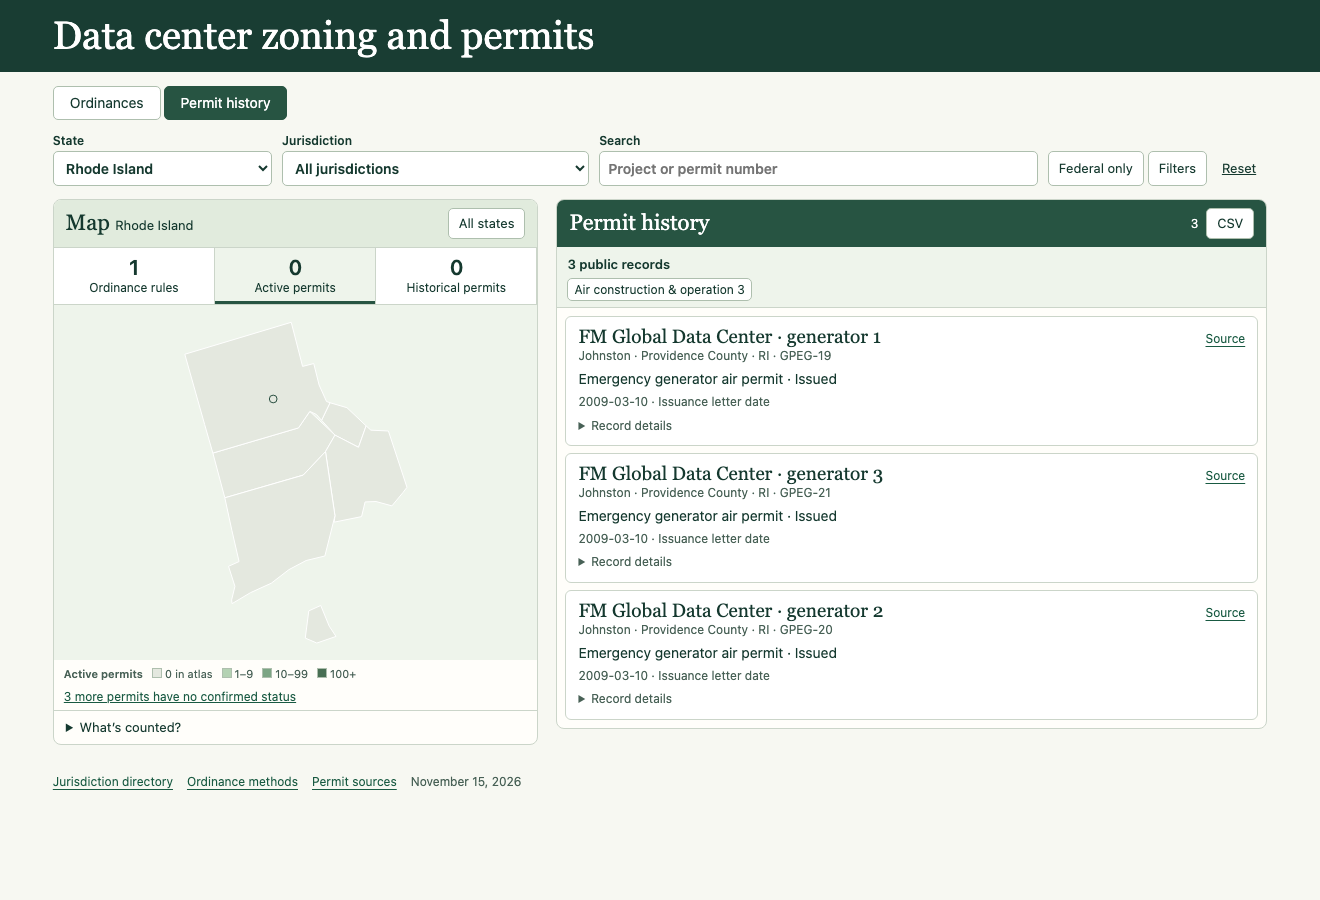 Data center zoning and permits
Ordinances
Permit history
State
Jurisdiction
Search
Rhode Island
All jurisdictions
Project or permit number
Federal only
Filters
Reset
Map Rhode Island
All states
1
Ordinance rules
0
Active permits
0
Historical permits
Active permits 0 in atlas 1–9 10–99 100+
3 more permits have no confirmed status
What's counted?
Permit history
3
CSV
3 public records
Air construction & operation 3
FM Global Data Center · generator 1
Source
Johnston · Providence County · RI · GPEG-19
Emergency generator air permit · Issued
2009-03-10 · Issuance letter date
Record details
FM Global Data Center · generator 3
Source
Johnston · Providence County · RI · GPEG-21
Emergency generator air permit · Issued
2009-03-10 · Issuance letter date
Record details
FM Global Data Center · generator 2
Source
Johnston · Providence County · RI · GPEG-20
Emergency generator air permit · Issued
2009-03-10 · Issuance letter date
Record details
Jurisdiction directory Ordinance methods Permit sources November 15, 2026